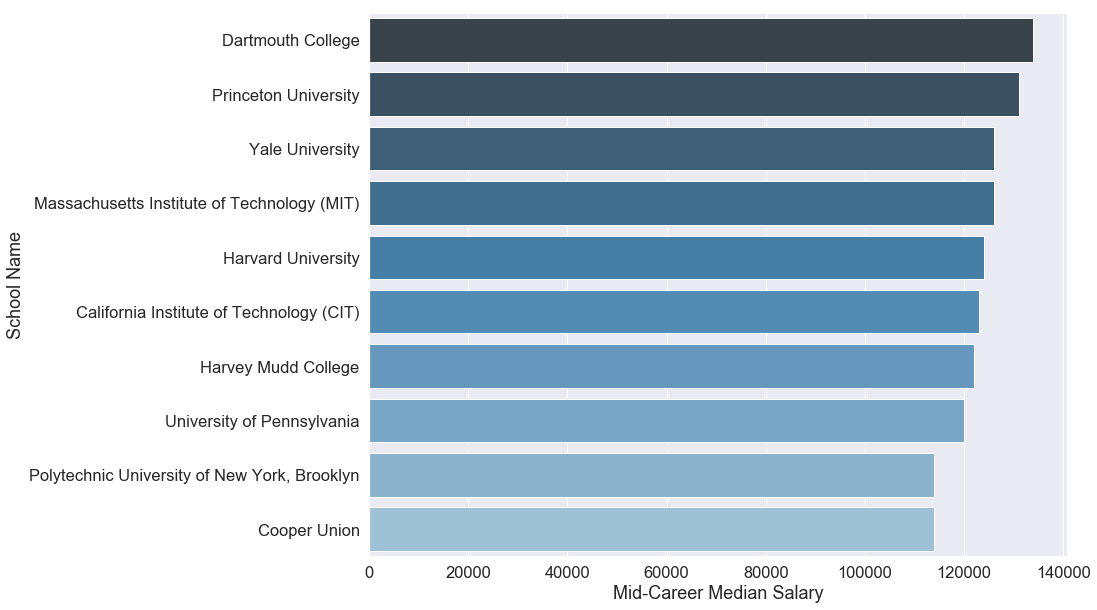 School Name
Dartmouth College
Princeton University
Yale University
Massachusetts Institute of Technology (MIT)
Harvard University
California Institute of Technology (CIT)
Harvey Mudd College
University of Pennsylvania
Polytechnic University of New York, Brooklyn
Cooper Union
0 20000 40000 60000 80000 100000 120000 140000
Mid-Career Median Salary